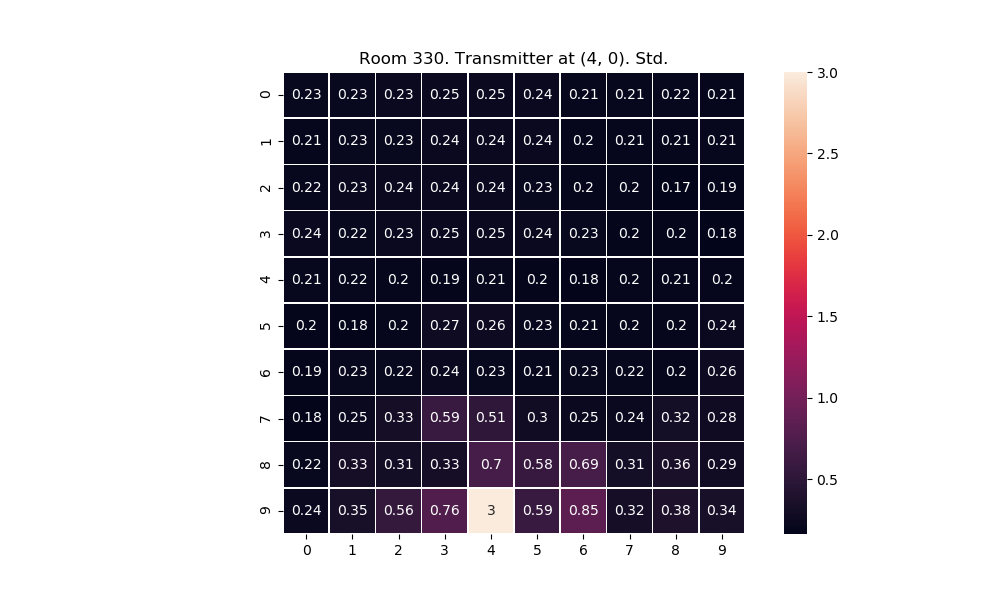 Room 330. Transmitter at (4, 0). Std.
0 0.23 0.23 0.23 0.25 0.25 0.24 0.21 0.21 0.22 0.21
1 0.21 0.23 0.23 0.24 0.24 0.24 0.2 0.21 0.21 0.21
2 0.22 0.23 0.24 0.24 0.24 0.23 0.2 0.2 0.17 0.19
3 0.24 0.22 0.23 0.25 0.25 0.24 0.23 0.2 0.2 0.18
4 0.21 0.22 0.2 0.19 0.21 0.2 0.18 0.2 0.21 0.2
5 0.2 0.18 0.2 0.27 0.26 0.23 0.21 0.2 0.2 0.24
6 0.19 0.23 0.22 0.24 0.23 0.21 0.23 0.22 0.2 0.26
7 0.18 0.25 0.33 0.59 0.51 0.3 0.25 0.24 0.32 0.28
8 0.22 0.33 0.31 0.33 0.7 0.58 0.69 0.31 0.36 0.29
9 0.24 0.35 0.56 0.76 3 0.59 0.85 0.32 0.38 0.34
0 1 2 3 4 5 6 7 8 9
3.0
2.5
2.0
1.5
1.0
0.5